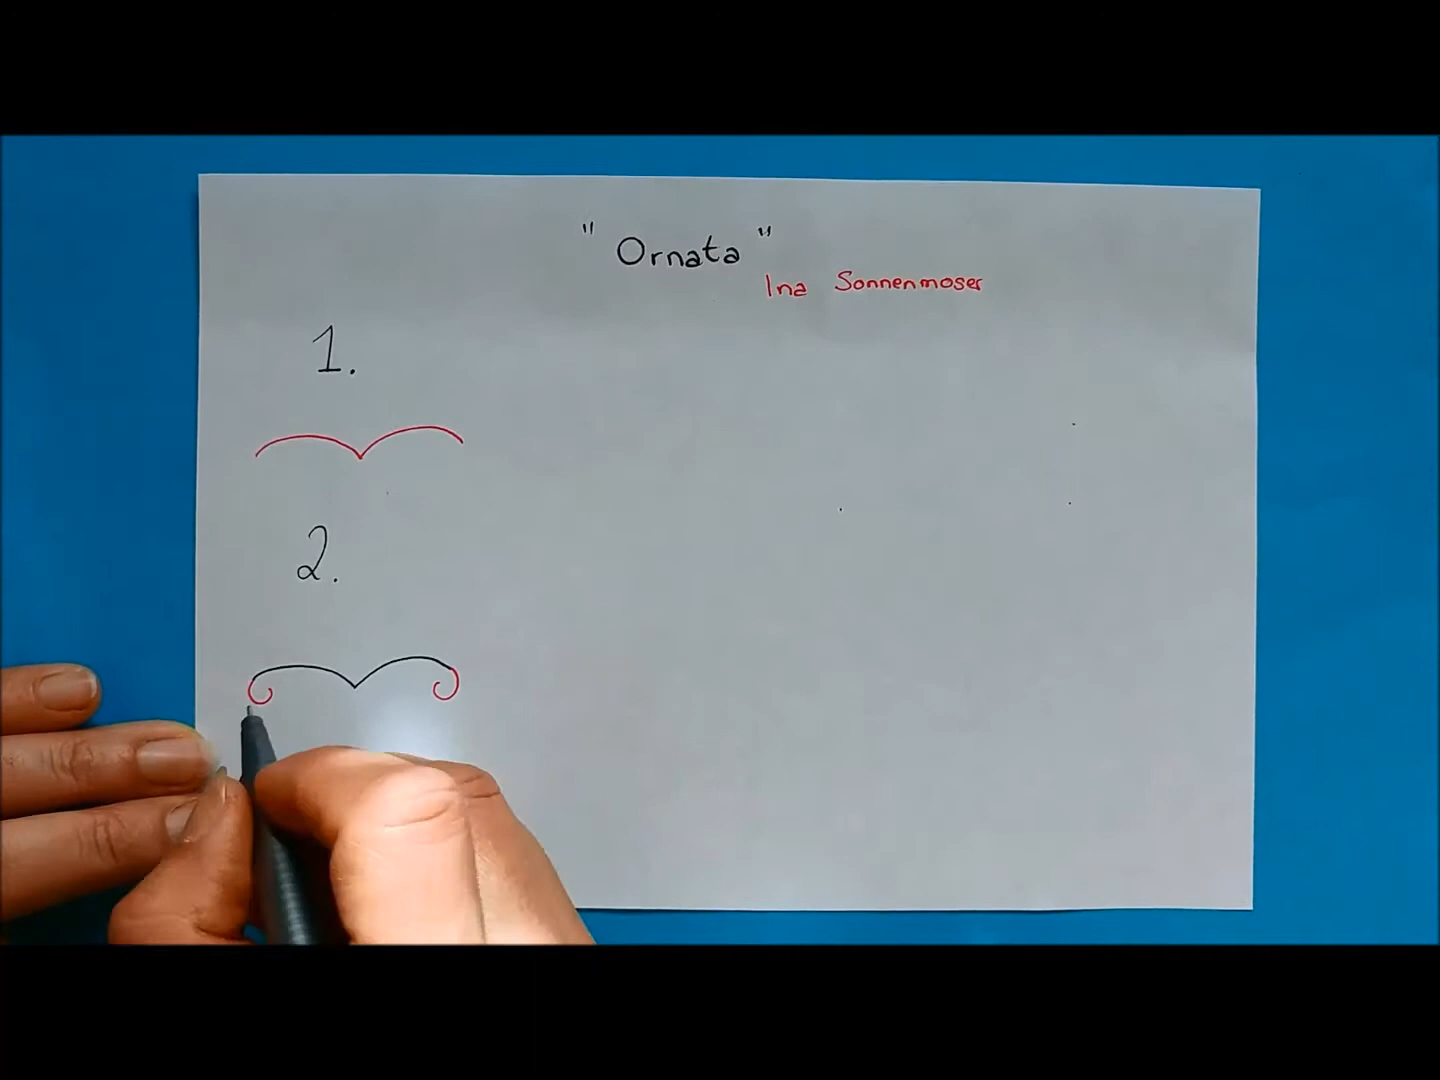 " Ornata "
Ina Sonnenmoser
1.
2.